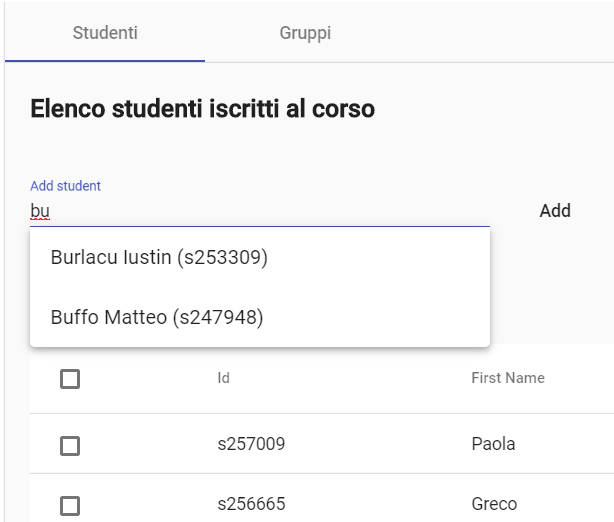 Studenti Gruppi
Elenco studenti iscritti al corso
Add student
bu Add
Burlacu Iustin (s253309)
Buffo Matteo (s247948)
Id First Name
s257009 Paola
s256665 Greco